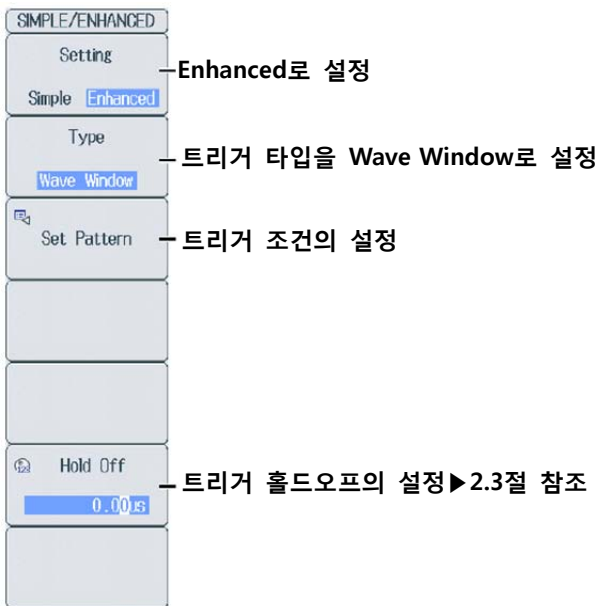 SIMPLE/ENHANCED
Setting
Simple Enhanced
Enhanced로 설정
Type
Wave Window
트리거 타입을 Wave Window로 설정
Set Pattern
트리거 조건의 설정
Hold Off
0.00us
트리거 홀드오프의 설정▶2.3절 참조